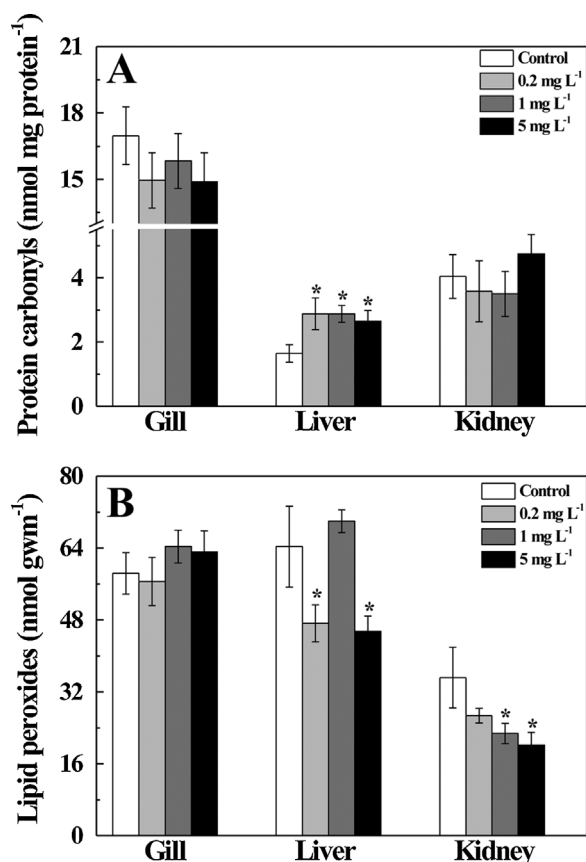 A
Control
0.2 mg L⁻¹
1 mg L⁻¹
5 mg L⁻¹
Protein carbonyls (nmol mg protein⁻¹)
21
18
15
4
2
0
* * *
Gill Liver Kidney
B
Control
0.2 mg L⁻¹
1 mg L⁻¹
5 mg L⁻¹
Lipid peroxides (nmol gwm⁻¹)
80
64
48
32
16
0
* * * *
Gill Liver Kidney